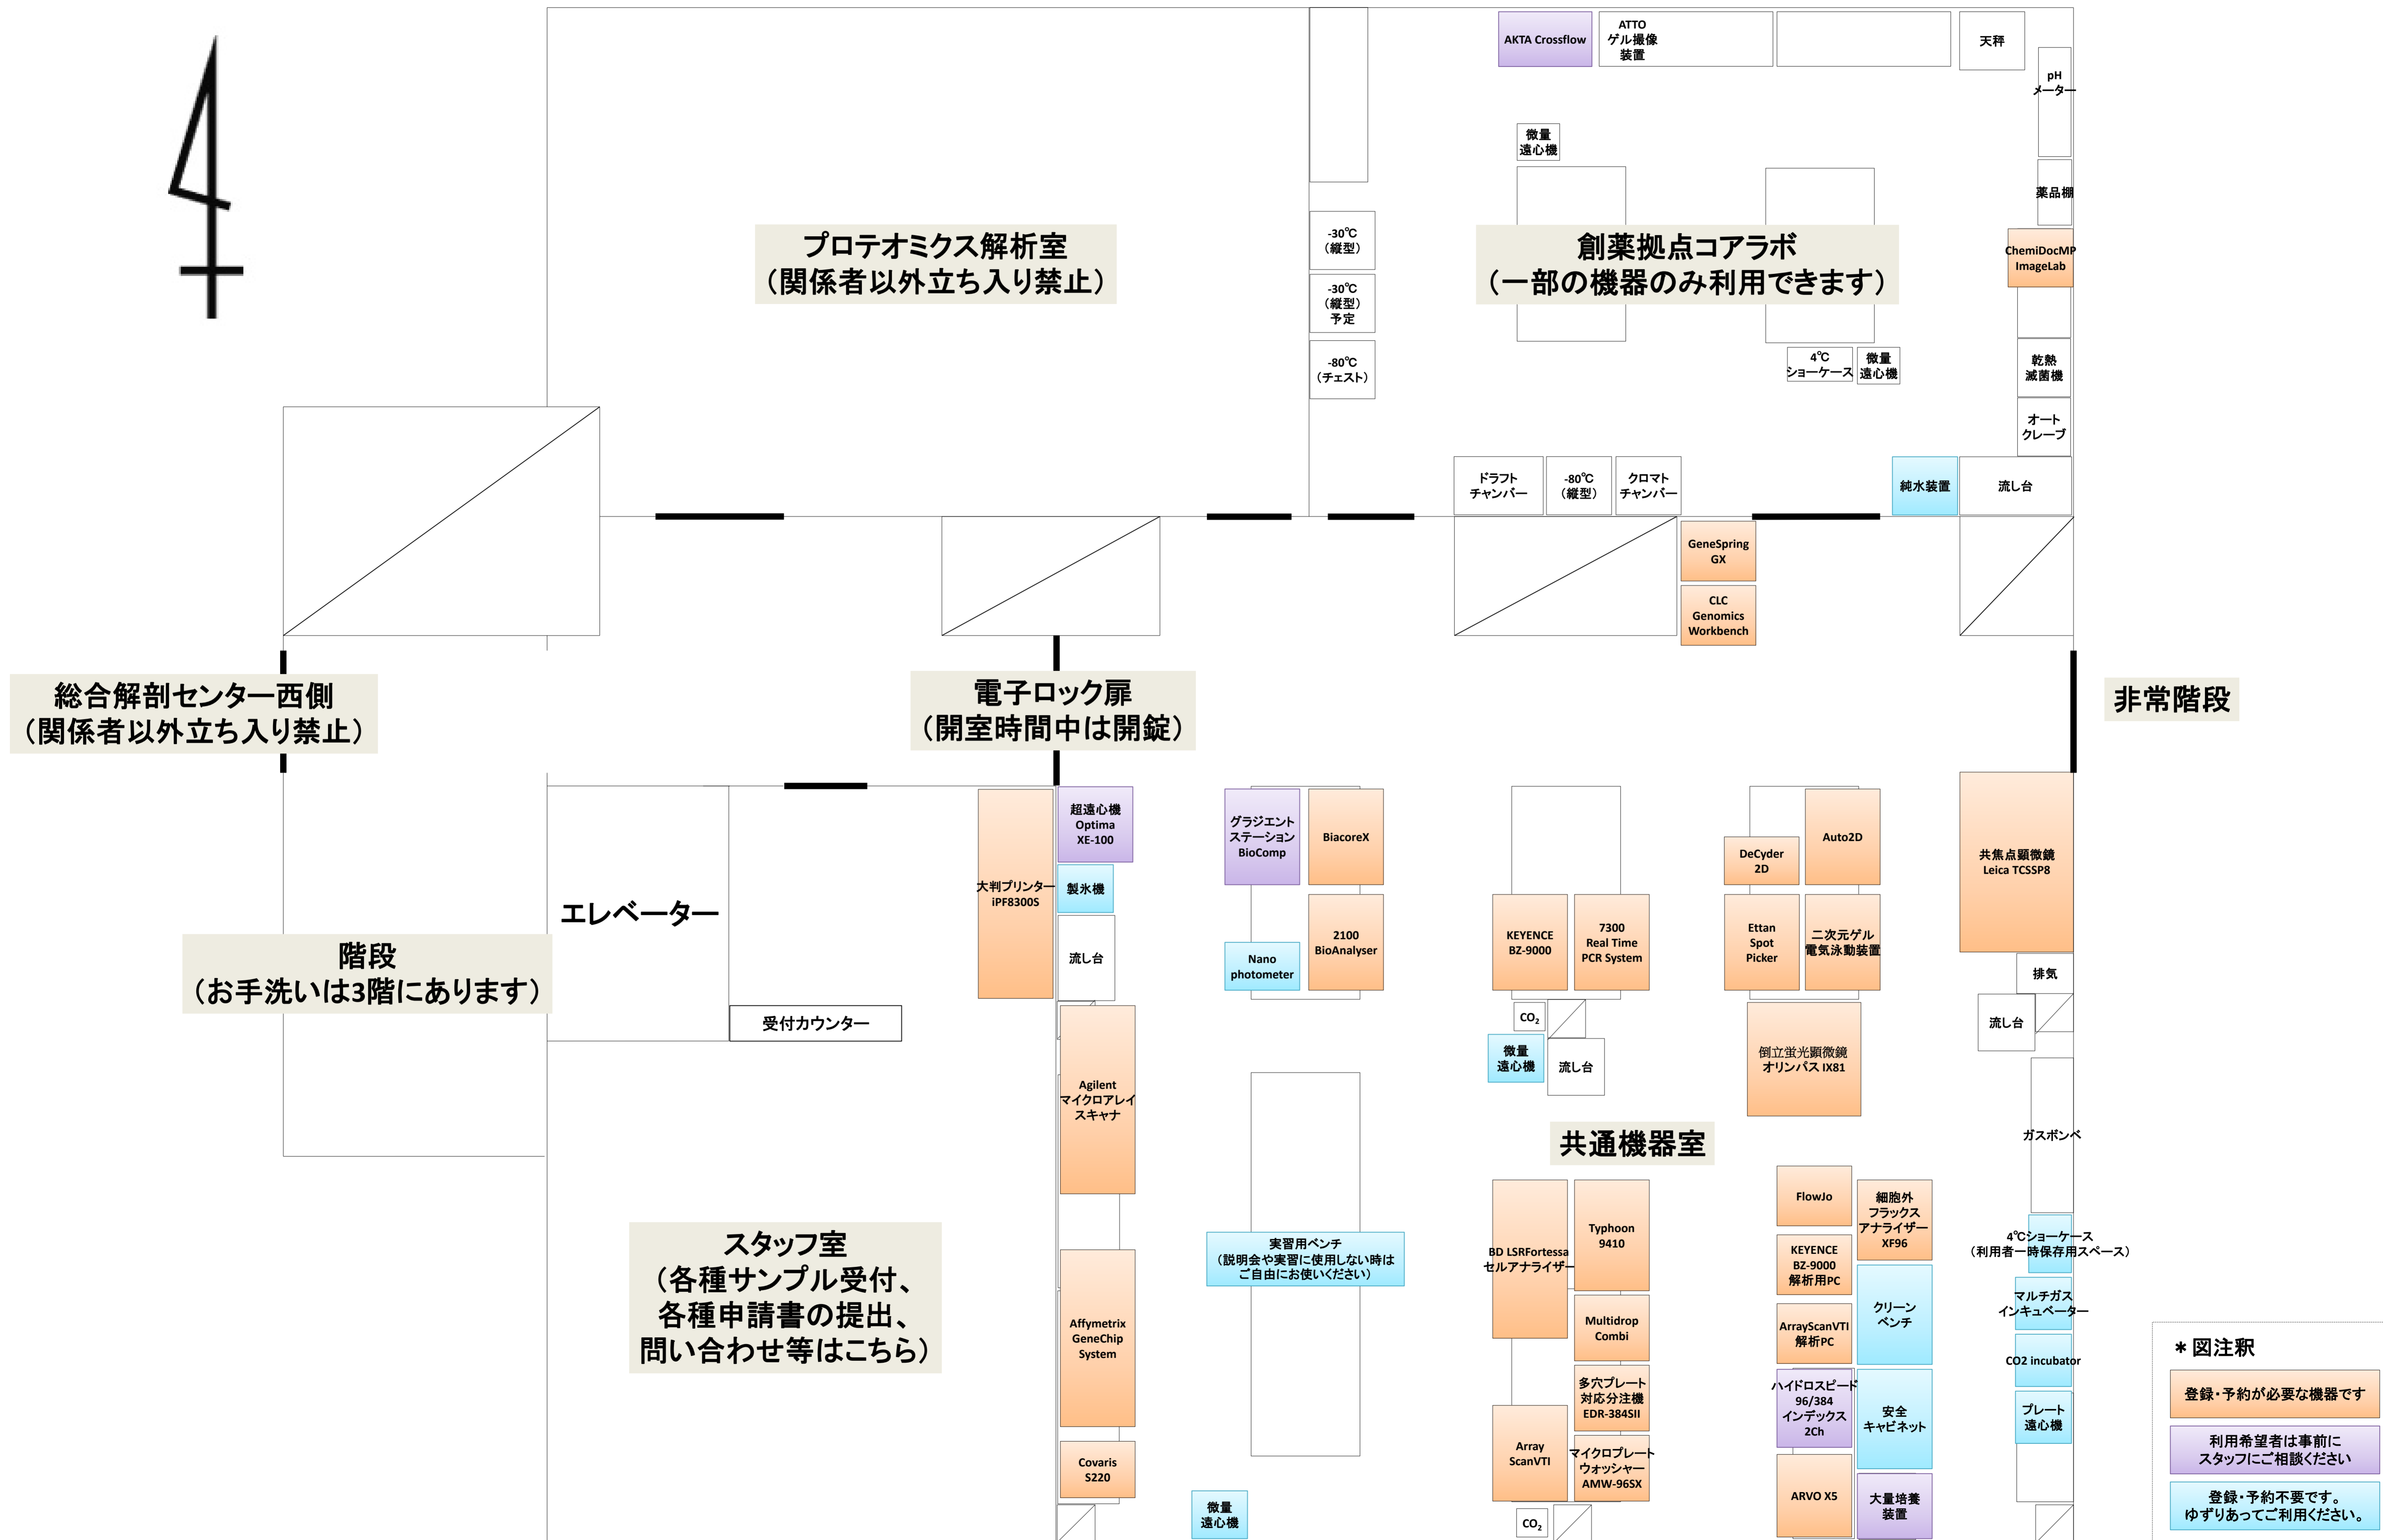 AKTA Crossflow
ATTO
ゲル撮像
装置
天秤
pH
メーター
微量
遠心機
薬品棚
プロテオミクス解析室
（関係者以外立ち入り禁止）
-30℃
（縦型）
創薬拠点コアラボ
（一部の機器のみ利用できます）
ChemiDocMP
ImageLab
-30℃
（縦型）
予定
-80℃
（チェスト）
4℃
ショーケース
微量
遠心機
乾熱
滅菌機
オート
クレーブ
ドラフト
チャンバー
-80℃
（縦型）
クロマト
チャンバー
純水装置
流し台
GeneSpring
GX
CLC
Genomics
Workbench
総合解剖センター西側
（関係者以外立ち入り禁止）
電子ロック扉
（開室時間中は開錠）
非常階段
大判プリンター
iPF8300S
超遠心機
Optima
XE-100
製氷機
流し台
グラジエント
ステーション
BioComp
BiacoreX
Nano
photometer
2100
BioAnalyser
KEYENCE
BZ-9000
7300
Real Time
PCR System
DeCyder
2D
Auto2D
Ettan
Spot
Picker
二次元ゲル
電気泳動装置
共焦点顕微鏡
Leica TCSSP8
排気
流し台
エレベーター
階段
（お手洗いは3階にあります）
受付カウンター
CO₂
微量
遠心機
流し台
倒立蛍光顕微鏡
オリンパス IX81
Agilent
マイクロアレイ
スキャナ
共通機器室
ガスボンベ
スタッフ室
（各種サンプル受付、
各種申請書の提出、
問い合わせ等はこちら）
Affymetrix
GeneChip
System
Covaris
S220
実習用ベンチ
（説明会や実習に使用しない時は
ご自由にお使いください）
微量
遠心機
BD LSRFortessa
セルアナライザー
Typhoon
9410
Multidrop
Combi
多穴プレート
対応分注機
EDR-384SII
Array
ScanVTI
マイクロプレート
ウォッシャー
AMW-96SX
CO₂
FlowJo
細胞外
フラックス
アナライザー
XF96
KEYENCE
BZ-9000
解析用PC
クリーン
ベンチ
ArrayScanVTI
解析PC
ハイドロスピード
96/384
インデックス
2Ch
安全
キャビネット
ARVO X5
大量培養
装置
4℃ショーケース
（利用者一時保存用スペース）
マルチガス
インキュベーター
CO2 incubator
プレート
遠心機
＊図注釈
登録・予約が必要な機器です
利用希望者は事前に
スタッフにご相談ください
登録・予約不要です。
ゆずりあってご利用ください。